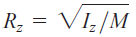 R_z = √I_z/M